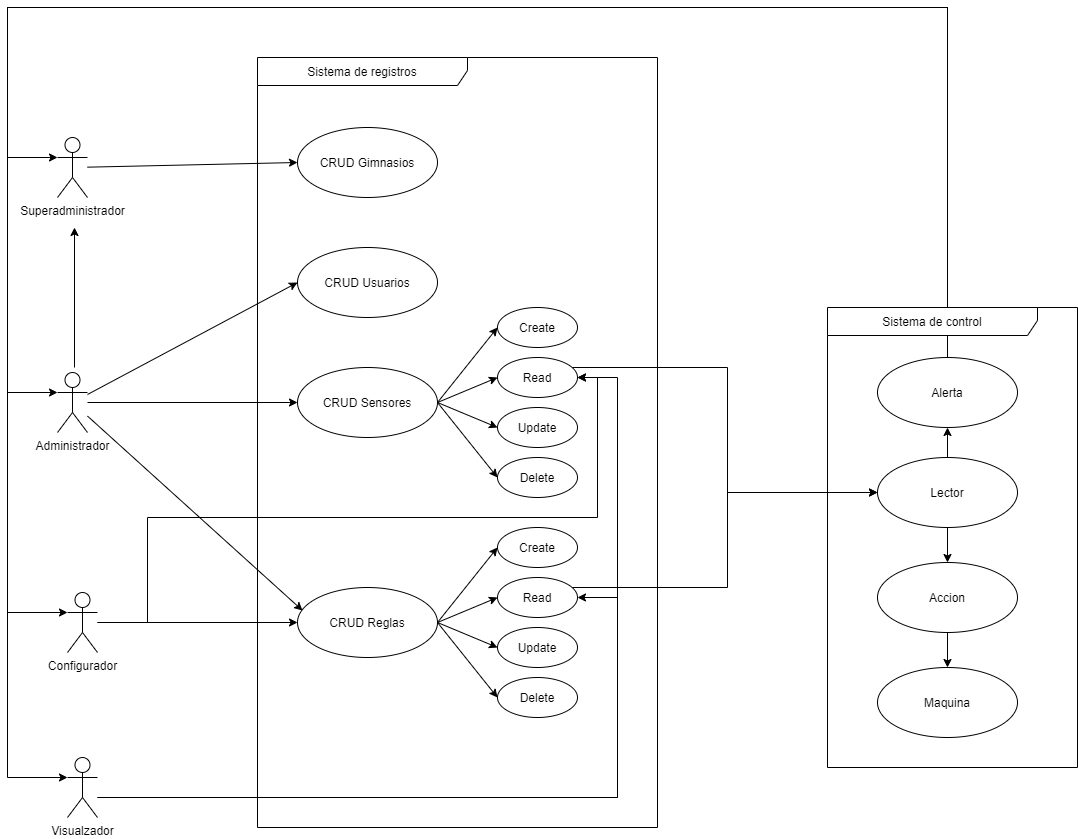 Sistema de registros
CRUD Gimnasios
Superadministrador
CRUD Usuarios
Administrador
CRUD Sensores
Create
Read
Update
Delete
Configurador
CRUD Reglas
Create
Read
Update
Delete
Visualzador
Sistema de control
Alerta
Lector
Accion
Maquina